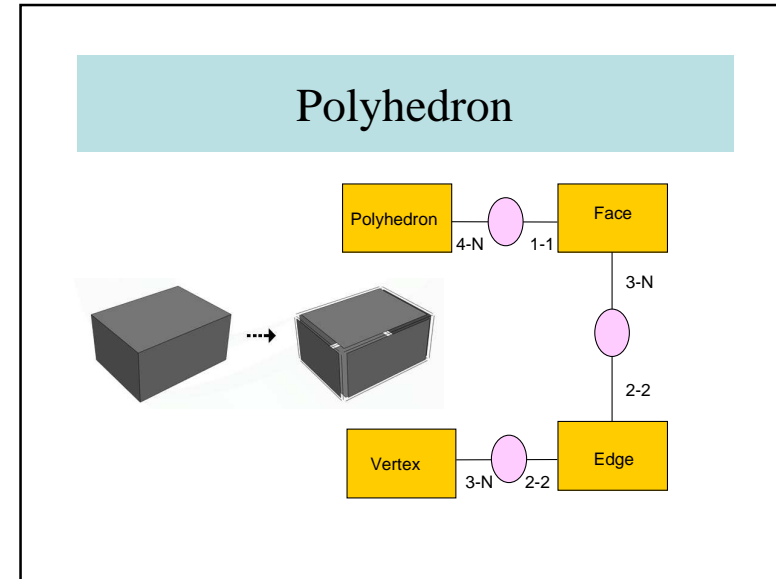 Polyhedron
Polyhedron
Face
4-N
1-1
3-N
2-2
Vertex
Edge
3-N
2-2